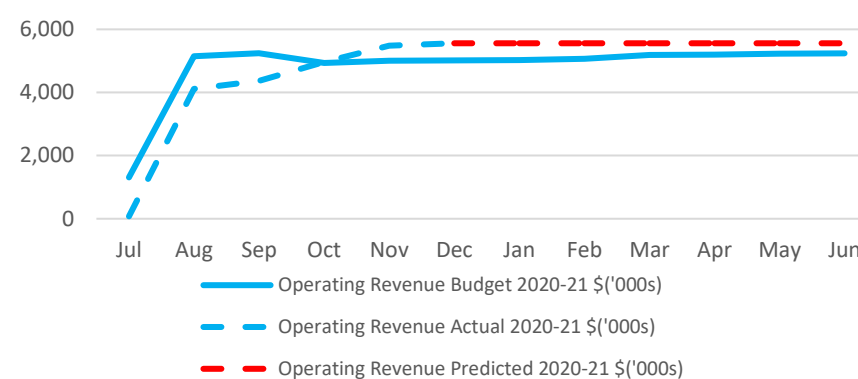 6,000
4,000
2,000
0
Jul Aug Sep Oct Nov Dec Jan Feb Mar Apr May Jun
Operating Revenue Budget 2020-21 $('000s)
Operating Revenue Actual 2020-21 $('000s)
Operating Revenue Predicted 2020-21 $('000s)